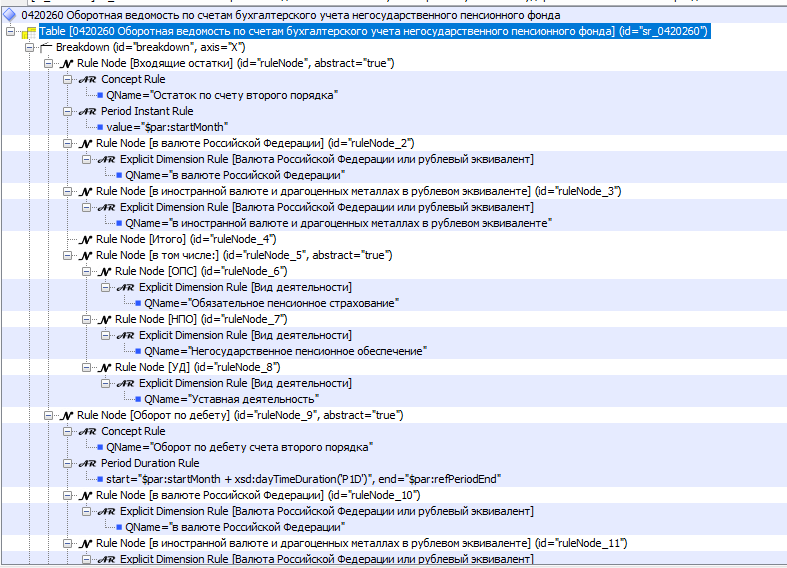 0420260 Оборотная ведомость по счетам бухгалтерского учета негосударственного пенсионного фонда
Table [0420260 Оборотная ведомость по счетам бухгалтерского учета негосударственного пенсионного фонда] (id="sr_0420260")
Breakdown (id="breakdown", axis="X")
Rule Node [Входящие остатки] (id="ruleNode", abstract="true")
AR Concept Rule
QName="Остаток по счету второго порядка"
AR Period Instant Rule
value="$par:startMonth"
Rule Node [в валюте Российской Федерации] (id="ruleNode_2")
AR Explicit Dimension Rule [Валюта Российской Федерации или рублевый эквивалент]
QName="в валюте Российской Федерации"
Rule Node [в иностранной валюте и драгоценных металлах в рублевом эквиваленте] (id="ruleNode_3")
AR Explicit Dimension Rule [Валюта Российской Федерации или рублевый эквивалент]
QName="в иностранной валюте и драгоценных металлах в рублевом эквиваленте"
Rule Node [Итого] (id="ruleNode_4")
Rule Node [в том числе:] (id="ruleNode_5", abstract="true")
Rule Node [ОПС] (id="ruleNode_6")
AR Explicit Dimension Rule [Вид деятельности]
QName="Обязательное пенсионное страхование"
Rule Node [НПО] (id="ruleNode_7")
AR Explicit Dimension Rule [Вид деятельности]
QName="Негосударственное пенсионное обеспечение"
Rule Node [УД] (id="ruleNode_8")
AR Explicit Dimension Rule [Вид деятельности]
QName="Уставная деятельность"
Rule Node [Оборот по дебету] (id="ruleNode_9", abstract="true")
AR Concept Rule
QName="Оборот по дебету счета второго порядка"
AR Period Duration Rule
start="$par:startMonth + xsd:dayTimeDuration('P1D')", end="$par:refPeriodEnd"
Rule Node [в валюте Российской Федерации] (id="ruleNode_10")
AR Explicit Dimension Rule [Валюта Российской Федерации или рублевый эквивалент]
QName="в валюте Российской Федерации"
Rule Node [в иностранной валюте и драгоценных металлах в рублевом эквиваленте] (id="ruleNode_11")
AR Explicit Dimension Rule [Валюта Российской Федерации или рублевый эквивалент]